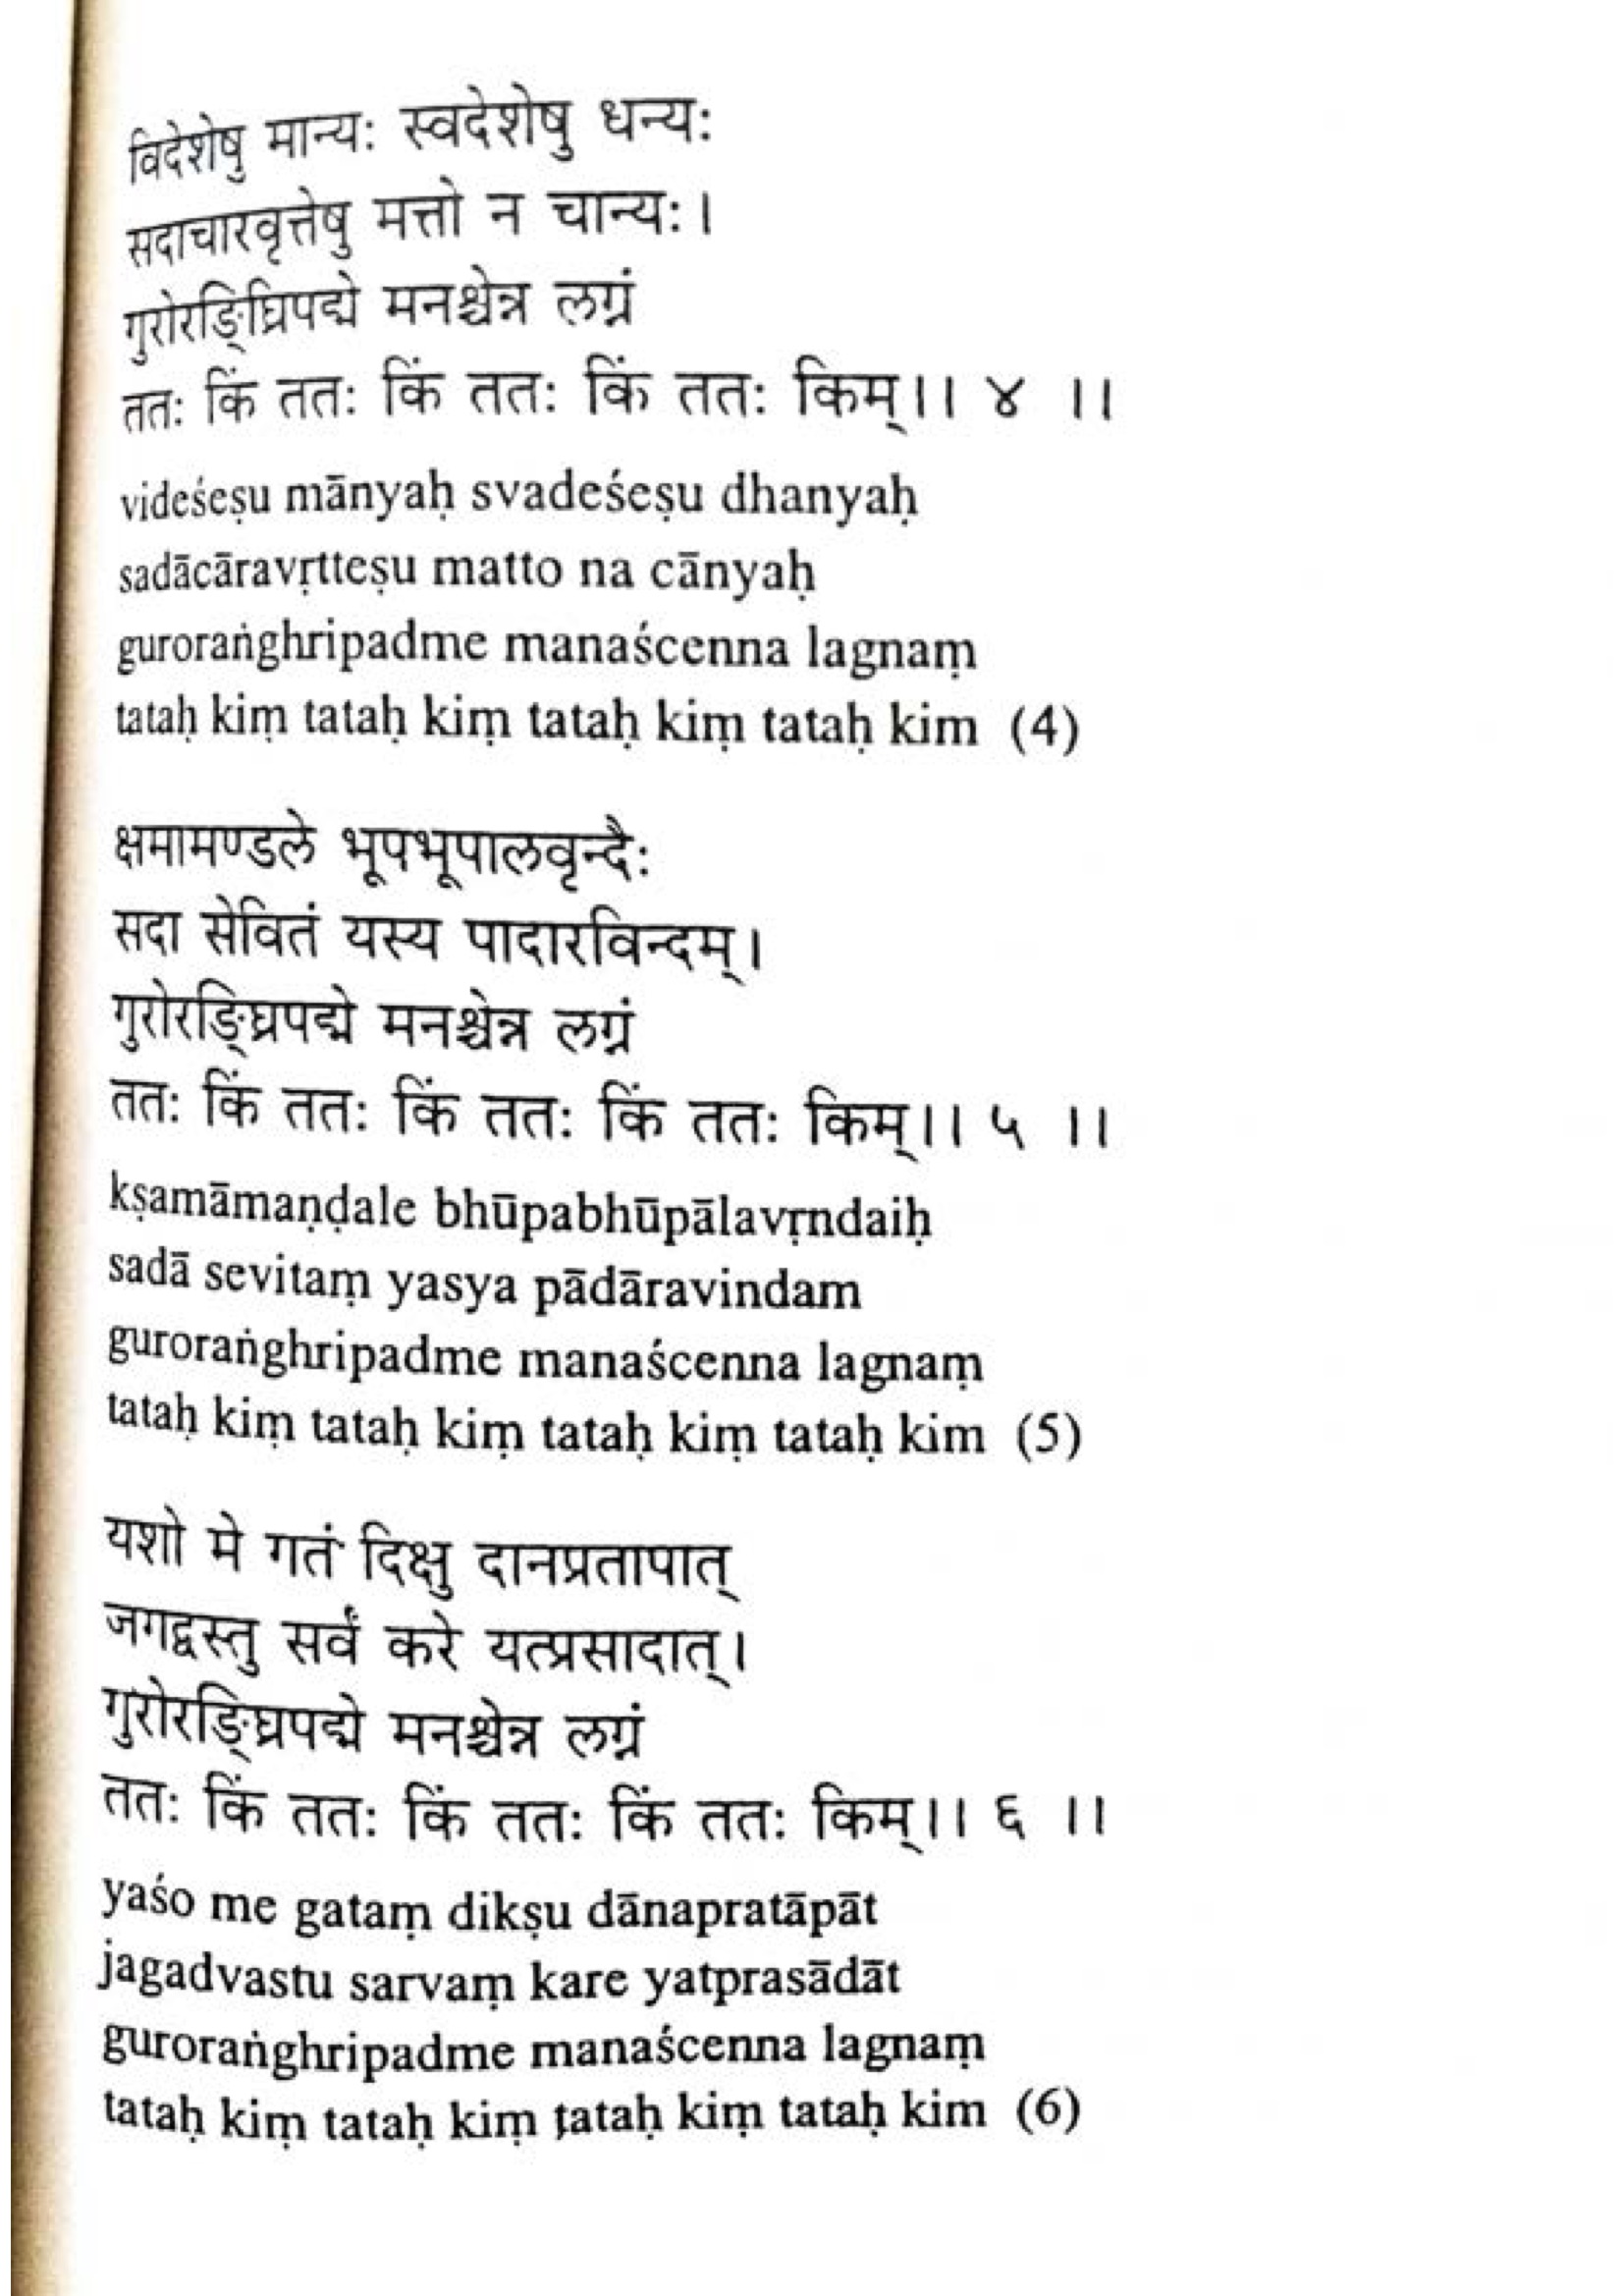 विदेशेषु मान्यः स्वदेशेषु धन्यः
सदाचारवृत्तेषु मत्तो न चान्यः।
गुरोरङ्घ्रिपद्मे मनश्चेन्न लग्नं
ततः किं ततः किं ततः किं ततः किम्।। ४ ।।
videśeṣu mānyaḥ svadeśeṣu dhanyaḥ
sadācāravṛtteṣu matto na cānyaḥ
guroraṅghripadme manaścenna lagnaṃ
tataḥ kiṃ tataḥ kiṃ tataḥ kiṃ tataḥ kim (4)
क्षमामण्डले भूपभूपालवृन्दैः
सदा सेवितं यस्य पादारविन्दम्।
गुरोरङ्घ्रिपद्मे मनश्चेन्न लग्नं
ततः किं ततः किं ततः किं ततः किम्।। ५ ।।
kṣamāmaṇḍale bhūpabhūpālavṛndaiḥ
sadā sevitaṃ yasya pādāravindam
guroraṅghripadme manaścenna lagnaṃ
tataḥ kiṃ tataḥ kiṃ tataḥ kiṃ tataḥ kim (5)
यशो मे गतं दिक्षु दानप्रतापात्
जगद्वस्तु सर्वं करे यत्प्रसादात्।
गुरोरङ्घ्रिपद्मे मनश्चेन्न लग्नं
ततः किं ततः किं ततः किं ततः किम्।। ६ ।।
yaśo me gataṃ dikṣu dānapratāpāt
jagadvastu sarvaṃ kare yatprasādāt
guroraṅghripadme manaścenna lagnaṃ
tataḥ kiṃ tataḥ kiṃ tataḥ kiṃ tataḥ kim (6)